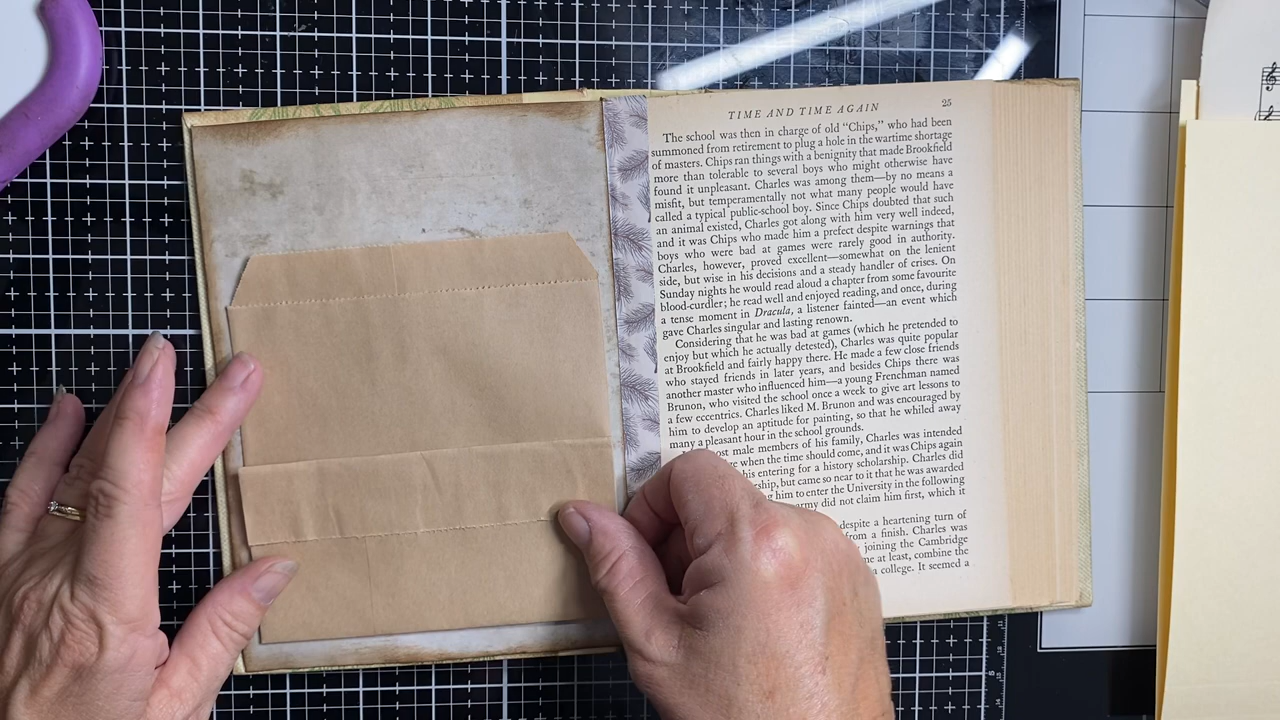 TIME AND TIME AGAIN 25
The school was then in charge of old “Chips,” who had been
summoned from retirement to plug a hole in the wartime shortage
of masters. Chips ran things with a benignity that made Brookfield
more than tolerable to several boys who might otherwise have
found it unpleasant. Charles was among them—by no means a
misfit, but temperamentally not what many people would have
called a typical public-school boy. Since Chips doubted that such
an animal existed, Charles got along with him very well indeed,
and it was Chips who made him a prefect despite warnings that
boys who were bad at games were rarely good in authority.
Charles, however, proved excellent—somewhat on the lenient
side, but wise in his decisions and a steady handler of crises. On
Sunday nights he would read aloud a chapter from some favourite
blood-curdler; he read well and enjoyed reading, and once, during
a tense moment in Dracula, a listener fainted—an event which
gave Charles singular and lasting renown.
Considering that he was bad at games (which he pretended to
enjoy but which he actually detested), Charles was quite popular
at Brookfield and fairly happy there. He made a few close friends
who stayed friends in later years, and besides Chips there was
another master who influenced him—a young Frenchman named
Brunon, who visited the school once a week to give art lessons to
a few eccentrics. Charles liked M. Brunon and was encouraged by
him to develop an aptitude for painting, so that he whiled away
many a pleasant hour in the school grounds.
most male members of his family, Charles was intended
when the time should come, and it was Chips again
his entering for a history scholarship. Charles did
but came so near to it that he was awarded
him to enter the University in the following
did not claim him first, which it
despite a heartening turn of
from a finish. Charles was
joining the Cambridge
at least, combine the
a college. It seemed a